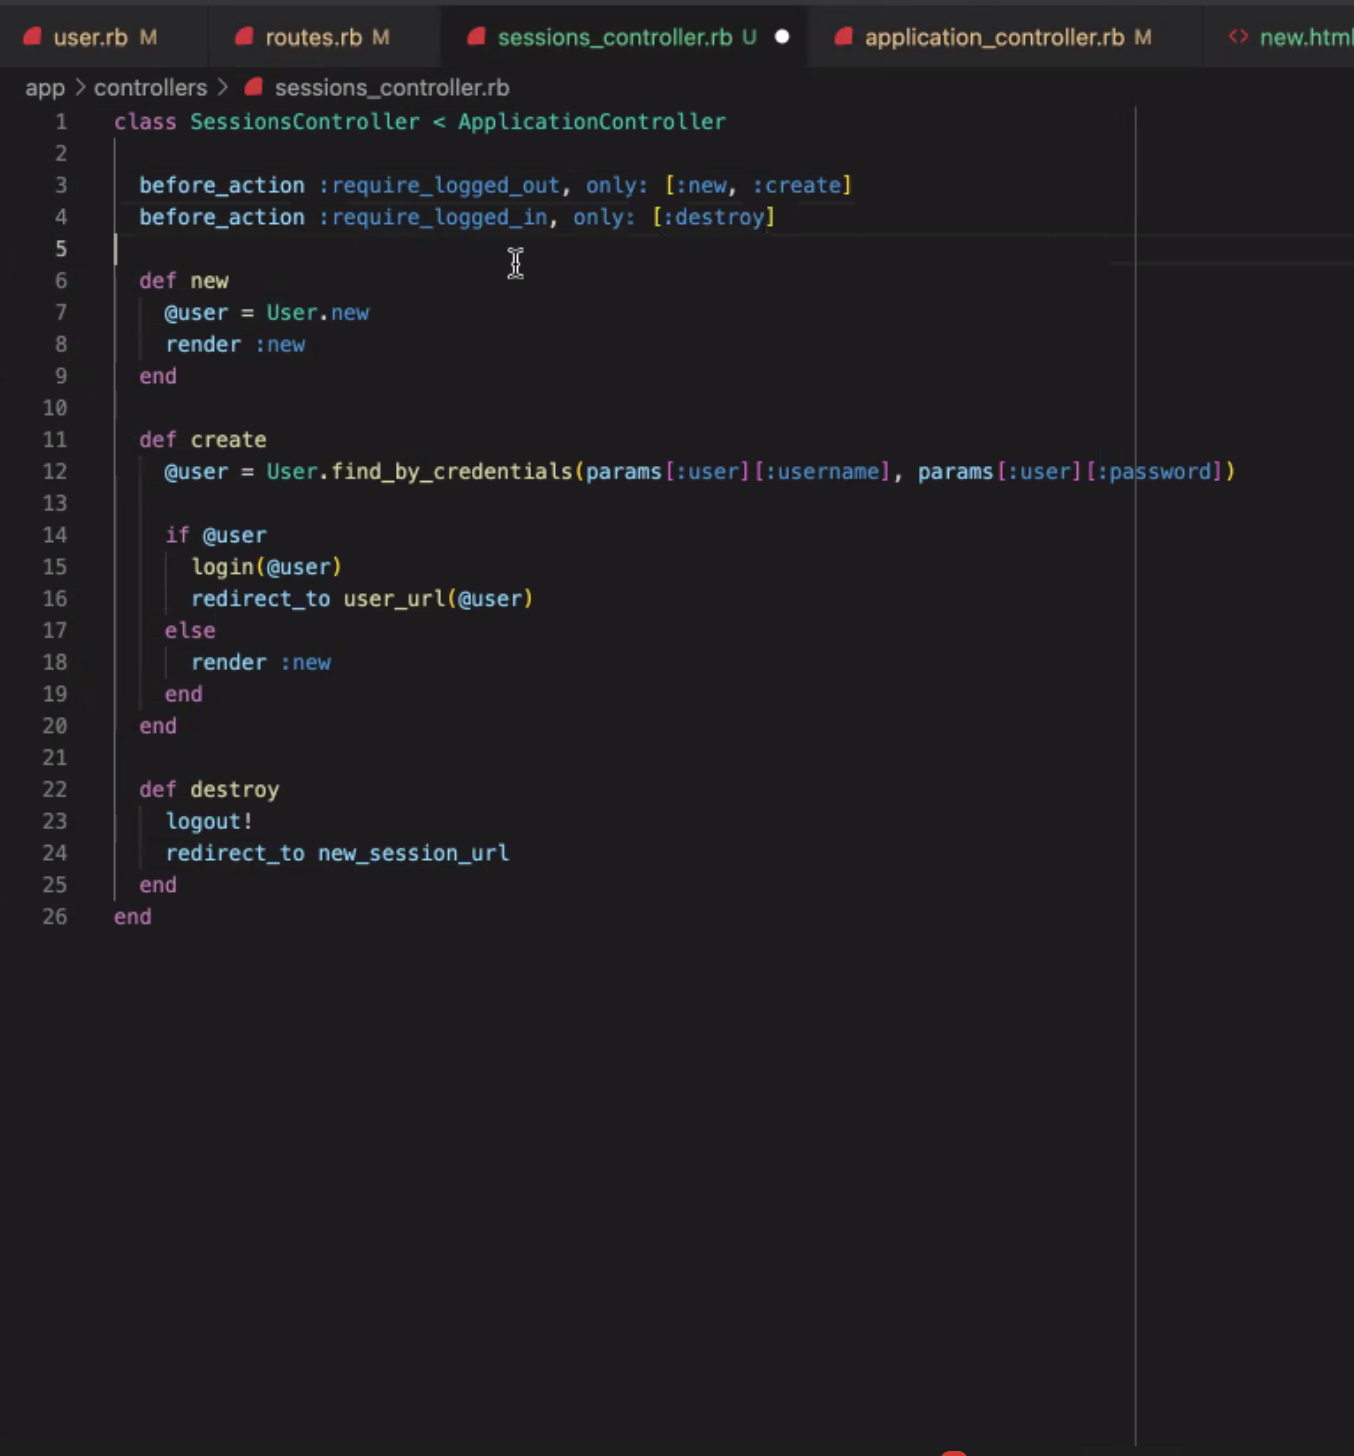 user.rb M routes.rb M sessions_controller.rb U application_controller.rb M new.html
app > controllers > sessions_controller.rb
1 class SessionsController < ApplicationController
2
3   before_action :require_logged_out, only: [:new, :create]
4   before_action :require_logged_in, only: [:destroy]
5
6   def new
7     @user = User.new
8     render :new
9   end
10
11   def create
12     @user = User.find_by_credentials(params[:user][:username], params[:user][:password])
13
14     if @user
15       login(@user)
16       redirect_to user_url(@user)
17     else
18       render :new
19     end
20   end
21
22   def destroy
23     logout!
24     redirect_to new_session_url
25   end
26 end